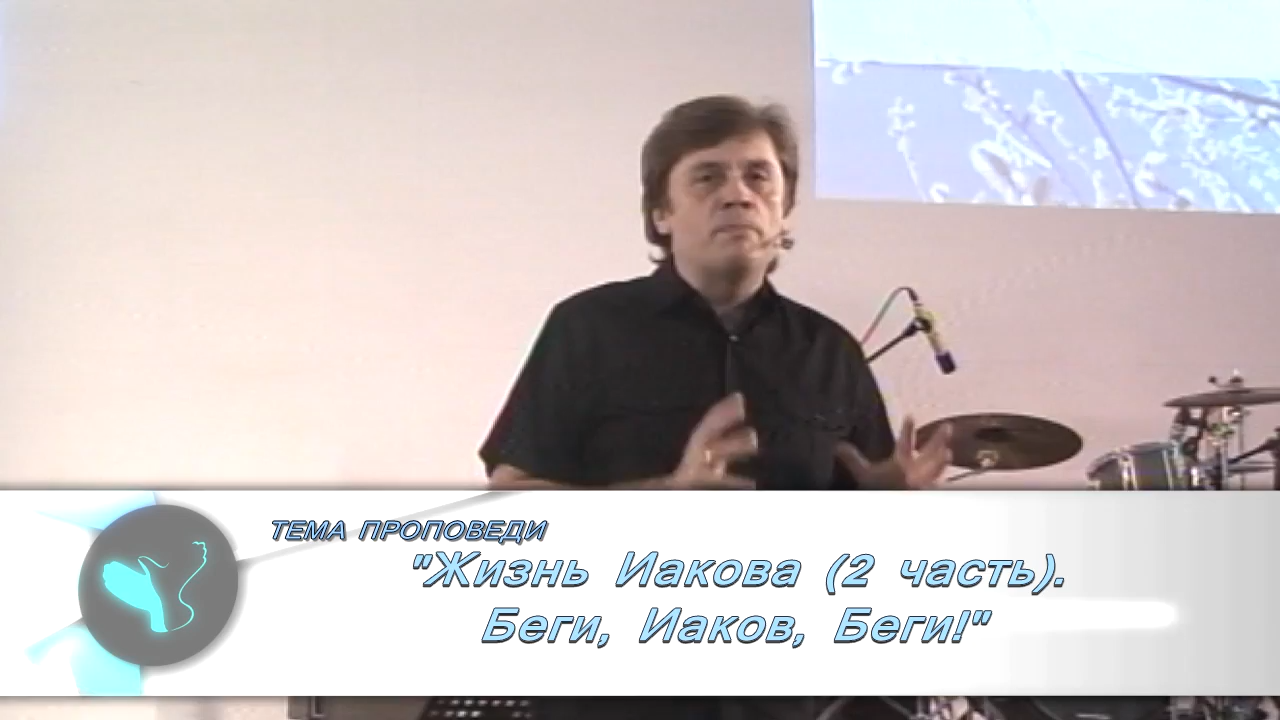 ТЕМА ПРОПОВЕДИ
"Жизнь Иакова (2 часть).
Беги, Иаков, Беги!"